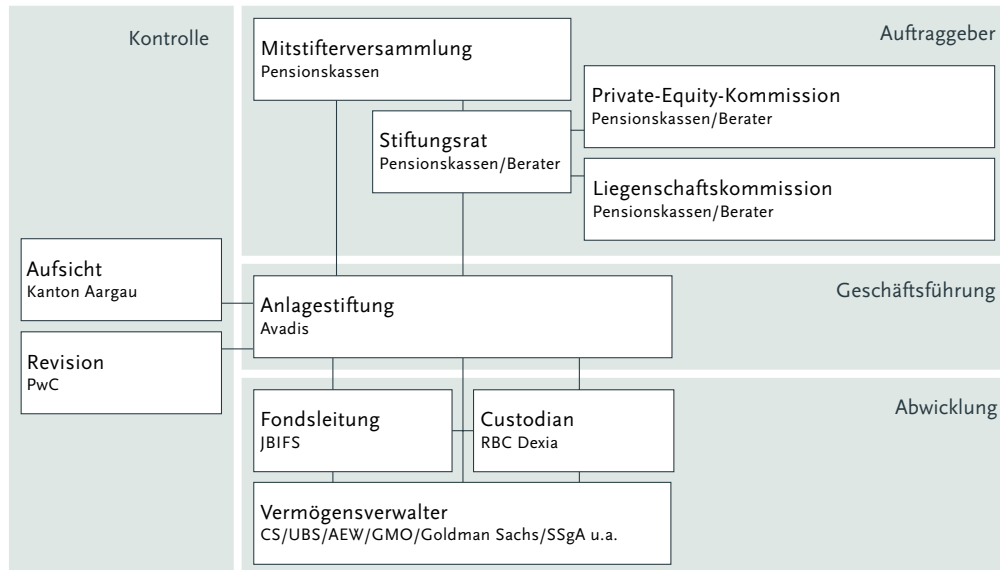 Kontrolle
Auftraggeber
Mitstifterversammlung
Pensionskassen
Private-Equity-Kommission
Pensionskassen/Berater
Stiftungsrat
Pensionskassen/Berater
Liegenschaftskommission
Pensionskassen/Berater
Aufsicht
Kanton Aargau
Revision
PwC
Geschäftsführung
Anlagestiftung
Avadis
Abwicklung
Fondsleitung
JBIFS
Custodian
RBC Dexia
Vermögensverwalter
CS/UBS/AEW/GMO/Goldman Sachs/SSgA u.a.